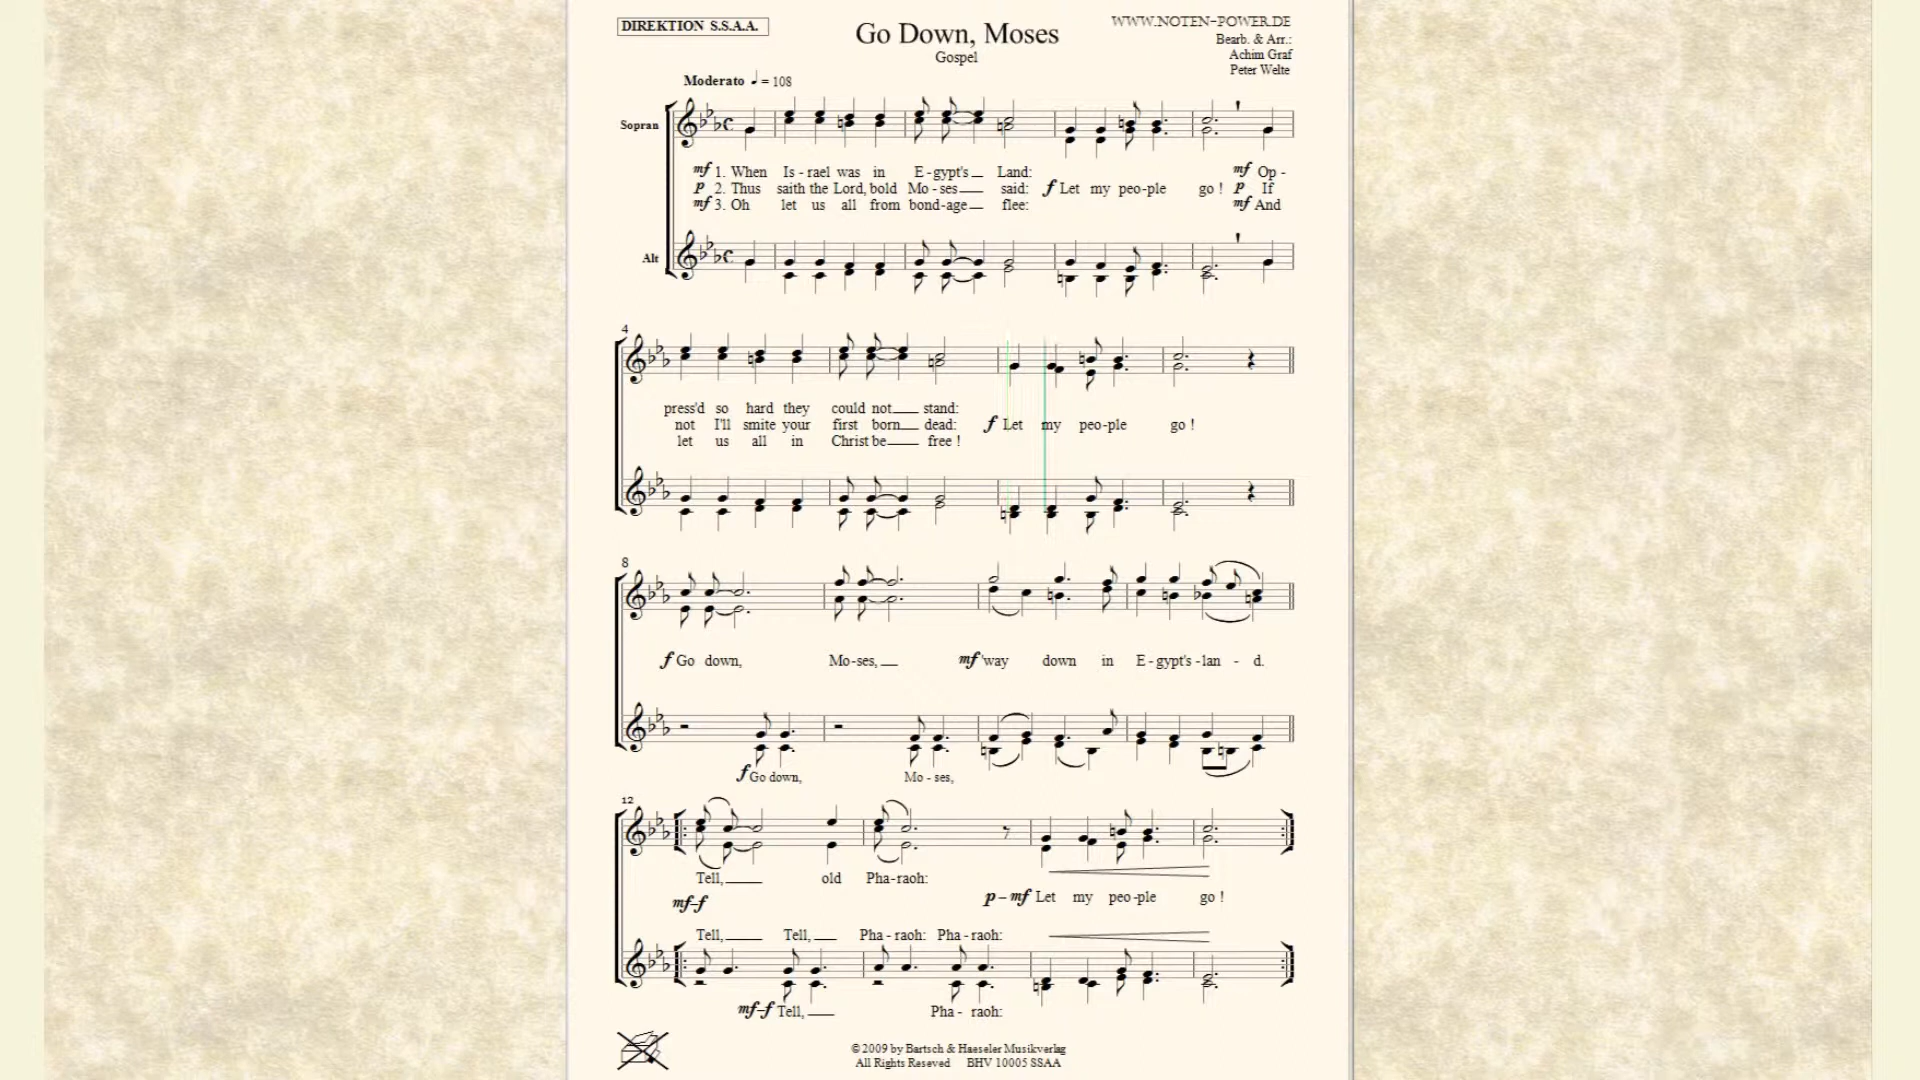 DIREKTION S.S.A.A.
WWW.NOTEN-POWER.DE
Go Down, Moses
Gospel
Bearb. & Arr.:
Achim Graf
Peter Welte
Moderato ♩ = 108
Sopran
mf 1. When Is - rael was in E - gypt's Land: mf Op -
p 2. Thus saith the Lord, bold Mo - ses said: f Let my peo-ple go ! p If
mf 3. Oh let us all from bond-age flee: mf And
Alt
4
press'd so hard they could not stand:
not I'll smite your first born dead: f Let my peo-ple go !
let us all in Christ be free !
8
f Go down, Mo-ses, mf 'way down in E - gypt's -lan - d.
f Go down, Mo - ses,
12
Tell, old Pha-raoh:
mf-f p - mf Let my peo-ple go !
Tell, Tell, Pha - raoh: Pha - raoh:
mf-f Tell, Pha - raoh:
© 2009 by Bartsch & Haeseler Musikverlag
All Rights Reseved BHV 10005 SSAA